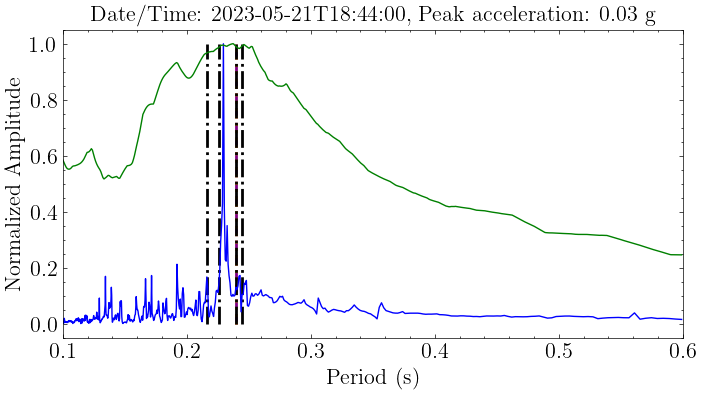 Date/Time: 2023-05-21T18:44:00, Peak acceleration: 0.03 g
Normalized Amplitude
1.0
0.8
0.6
0.4
0.2
0.0
0.1 0.2 0.3 0.4 0.5 0.6
Period (s)